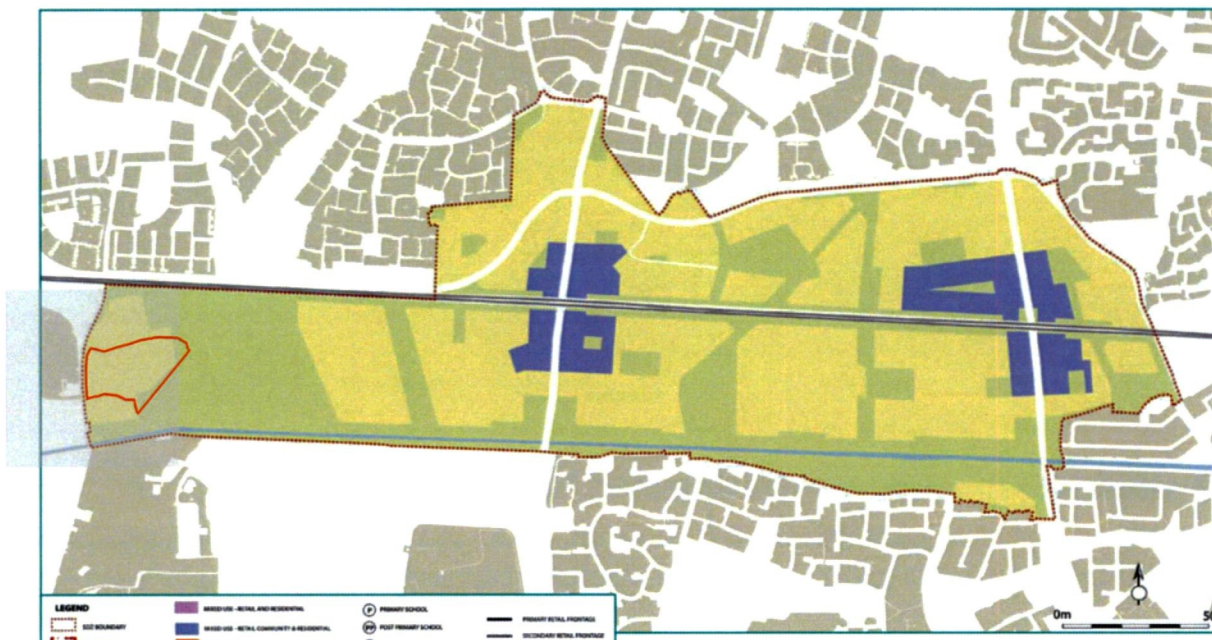 LEGEND
SDZ BOUNDARY
MIXED USE - RETAIL AND RESIDENTIAL
MIXED USE - RETAIL COMMUNITY & RESIDENTIAL
P PRIMARY SCHOOL
PP POST PRIMARY SCHOOL
PRIMARY RETAIL FRONTAGE
SECONDARY RETAIL FRONTAGE
0m